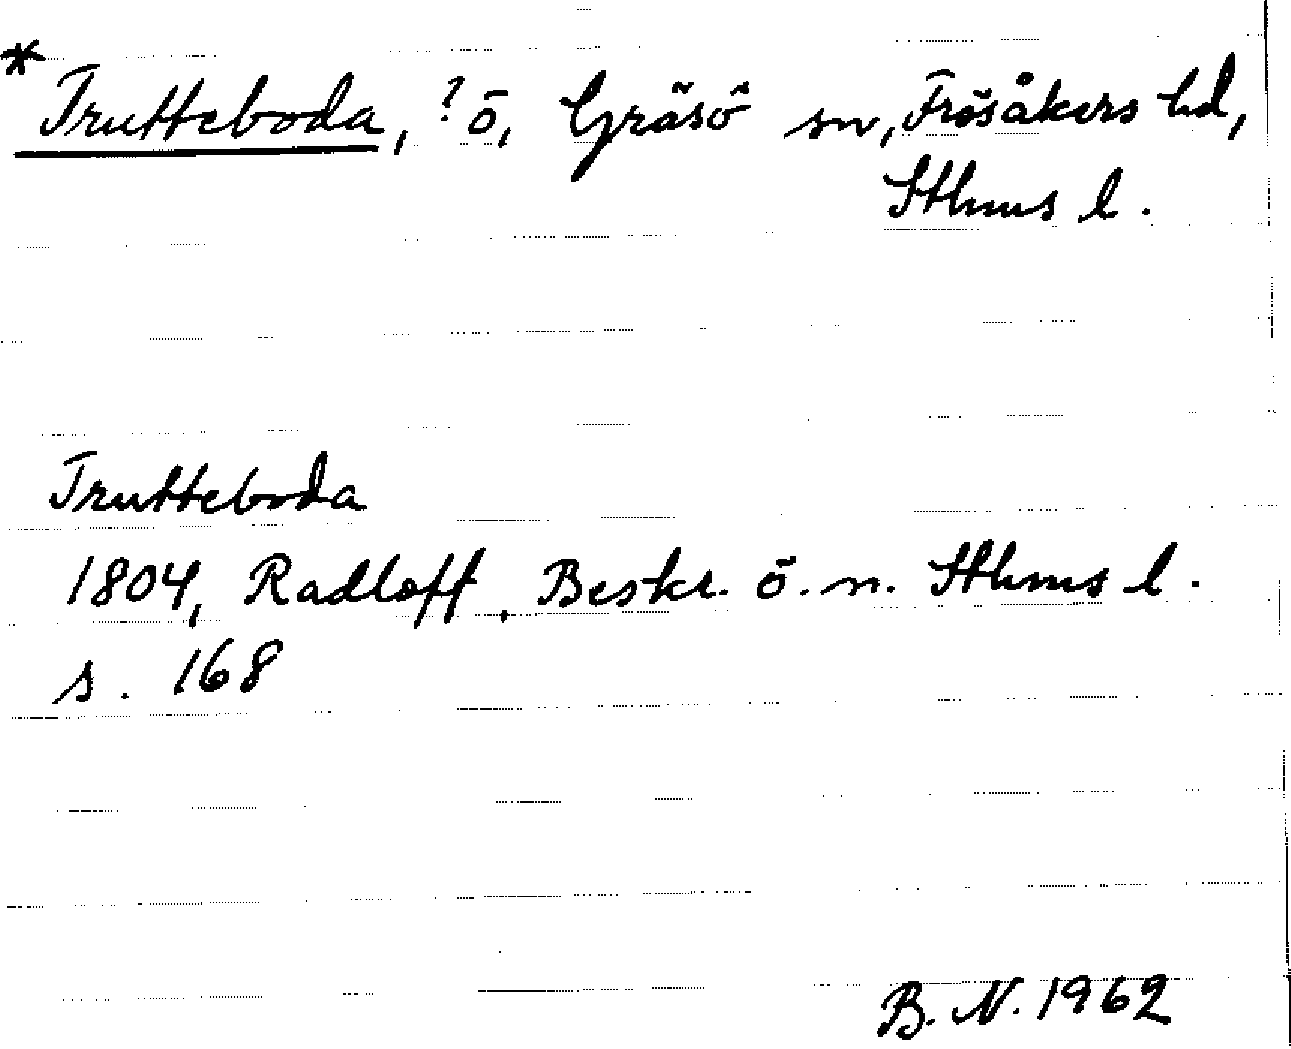 * Trutteboda, ? ö, Gräsö sn, Frösåkers hd,
Sthms l.
Trutteboda
1804, Radloff, Beskr. ö. n. Sthms l.
s. 168
B. N. 1962